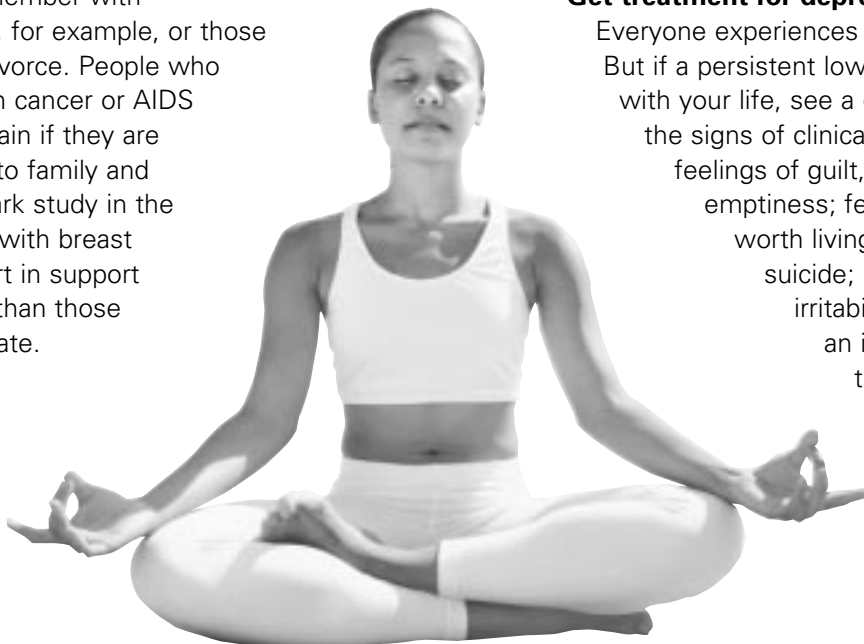 with
, for example, or those
vorce. People who
n cancer or AIDS
ain if they are
to family and
ark study in the
with breast
rt in support
than those
ate.
Get treatment for
Everyone experiences
But if a persistent low
with your life, see a
the signs of clinica
feelings of guilt,
emptiness; fe
worth living
suicide;
irritabi
an i
t